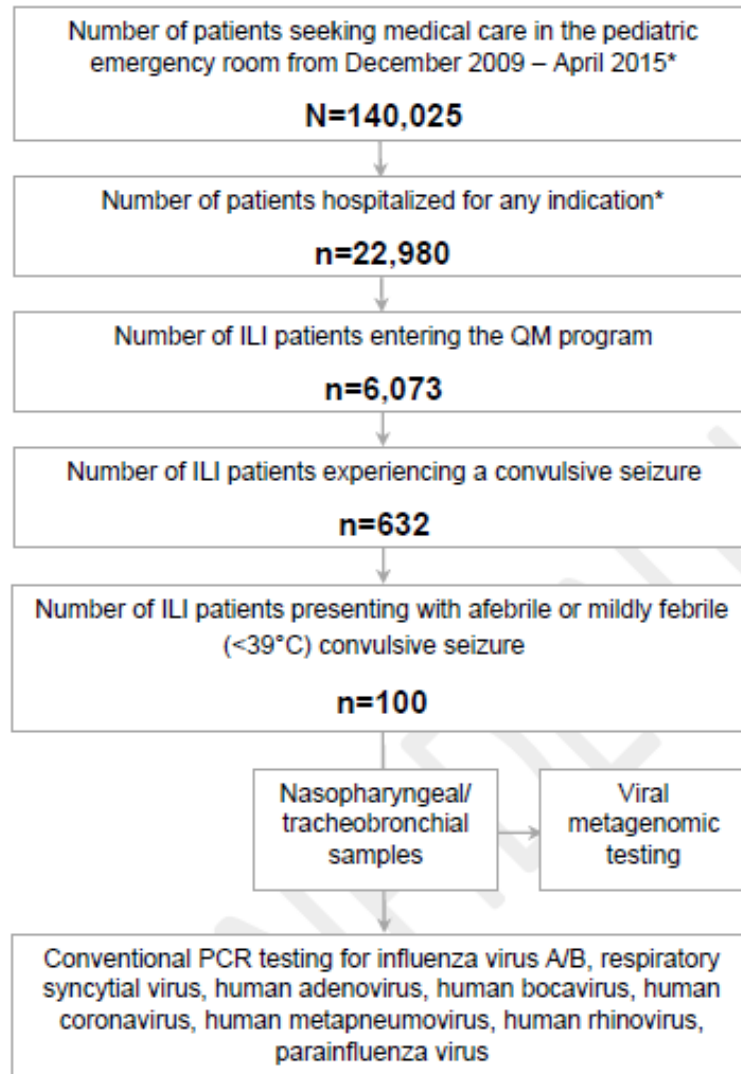 Number of patients seeking medical care in the pediatric
emergency room from December 2009 – April 2015*
N=140,025
Number of patients hospitalized for any indication*
n=22,980
Number of ILI patients entering the QM program
n=6,073
Number of ILI patients experiencing a convulsive seizure
n=632
Number of ILI patients presenting with afebrile or mildly febrile
(<39°C) convulsive seizure
n=100
Nasopharyngeal/
tracheobronchial
samples
Viral
metagenomic
testing
Conventional PCR testing for influenza virus A/B, respiratory
syncytial virus, human adenovirus, human bocavirus, human
coronavirus, human metapneumovirus, human rhinovirus,
parainfluenza virus